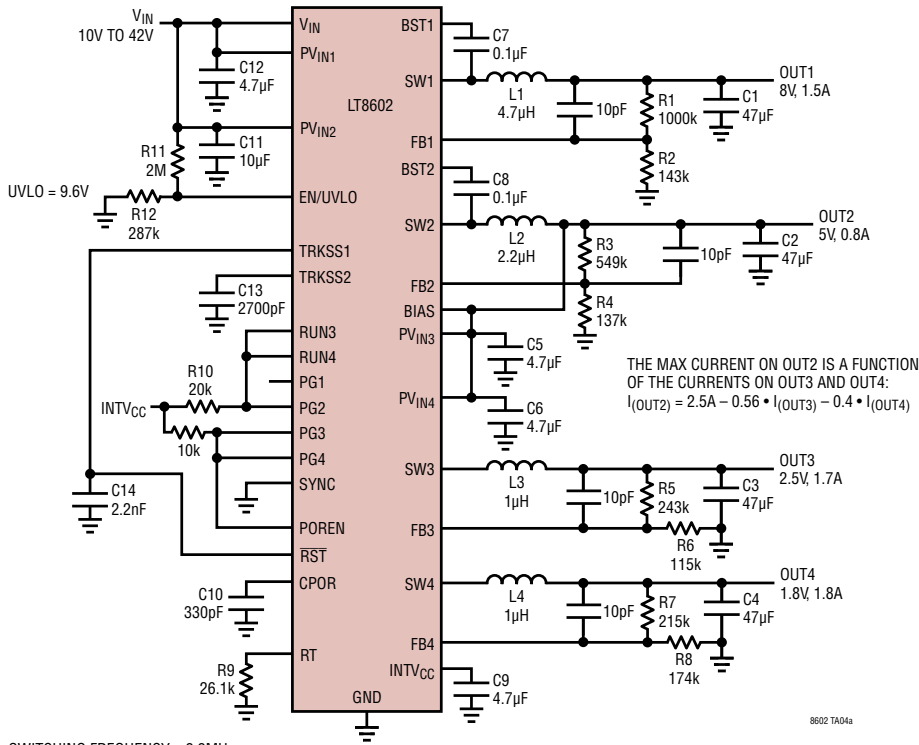 V_IN
10V TO 42V
C12
4.7µF
C11
10µF
R11
2M
UVLO = 9.6V
R12
287k
C13
2700pF
R10
20k
INTV_CC
10k
C14
2.2nF
C10
330pF
R9
26.1k
V_IN
PV_IN1
LT8602
PV_IN2
EN/UVLO
TRKSS1
TRKSS2
RUN3
RUN4
PG1
PG2
PG3
PG4
SYNC
POREN
RST
CPOR
RT
GND
BST1
SW1
FB1
BST2
SW2
FB2
BIAS
PV_IN3
PV_IN4
SW3
FB3
SW4
FB4
INTV_CC
C7
0.1µF
L1
4.7µH
10pF
R1
1000k
C1
47µF
OUT1
8V, 1.5A
R2
143k
C8
0.1µF
L2
2.2µH
R3
549k
10pF
C2
47µF
OUT2
5V, 0.8A
R4
137k
C5
4.7µF
C6
4.7µF
THE MAX CURRENT ON OUT2 IS A FUNCTION
OF THE CURRENTS ON OUT3 AND OUT4:
I(OUT2) = 2.5A – 0.56 • I(OUT3) – 0.4 • I(OUT4)
L3
1µH
10pF
R5
243k
C3
47µF
OUT3
2.5V, 1.7A
R6
115k
L4
1µH
10pF
R7
215k
C4
47µF
OUT4
1.8V, 1.8A
R8
174k
C9
4.7µF
8602 TA04a